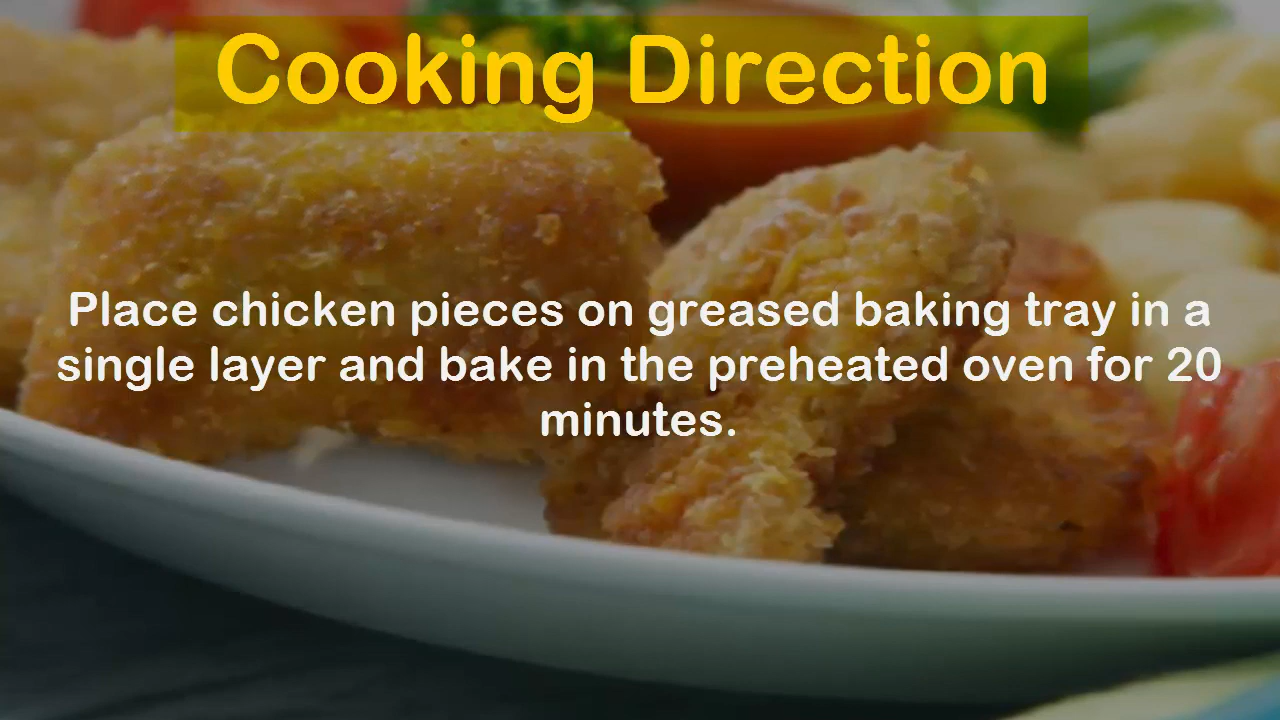 Cooking Direction
Place chicken pieces on greased baking tray in a
single layer and bake in the preheated oven for 20
minutes.